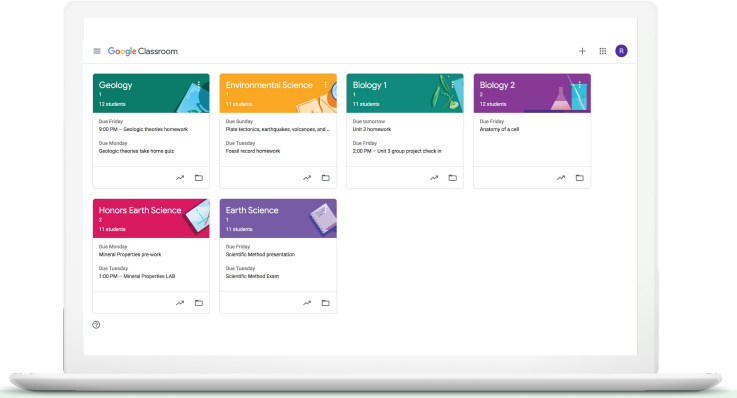 Google Classroom
R
Geology
1
12 students
Due Friday
9:00 PM – Geologic theories homework
Due Monday
Geologic theories take home quiz
Environmental Science
1
11 students
Due Sunday
Plate tectonics, earthquakes, volcanoes, and ...
Due Tuesday
Fossil record homework
Biology 1
1
11 students
Due tomorrow
Unit 3 homework
Due Friday
2:00 PM – Unit 3 group project check in
Biology 2
2
12 students
Due Friday
Anatomy of a cell
Honors Earth Science
2
11 students
Due Monday
Mineral Properties pre-work
Due Tuesday
1:00 PM – Mineral Properties LAB
Earth Science
1
11 students
Due Friday
Scientific Method presentation
Due Tuesday
Scientific Method Exam